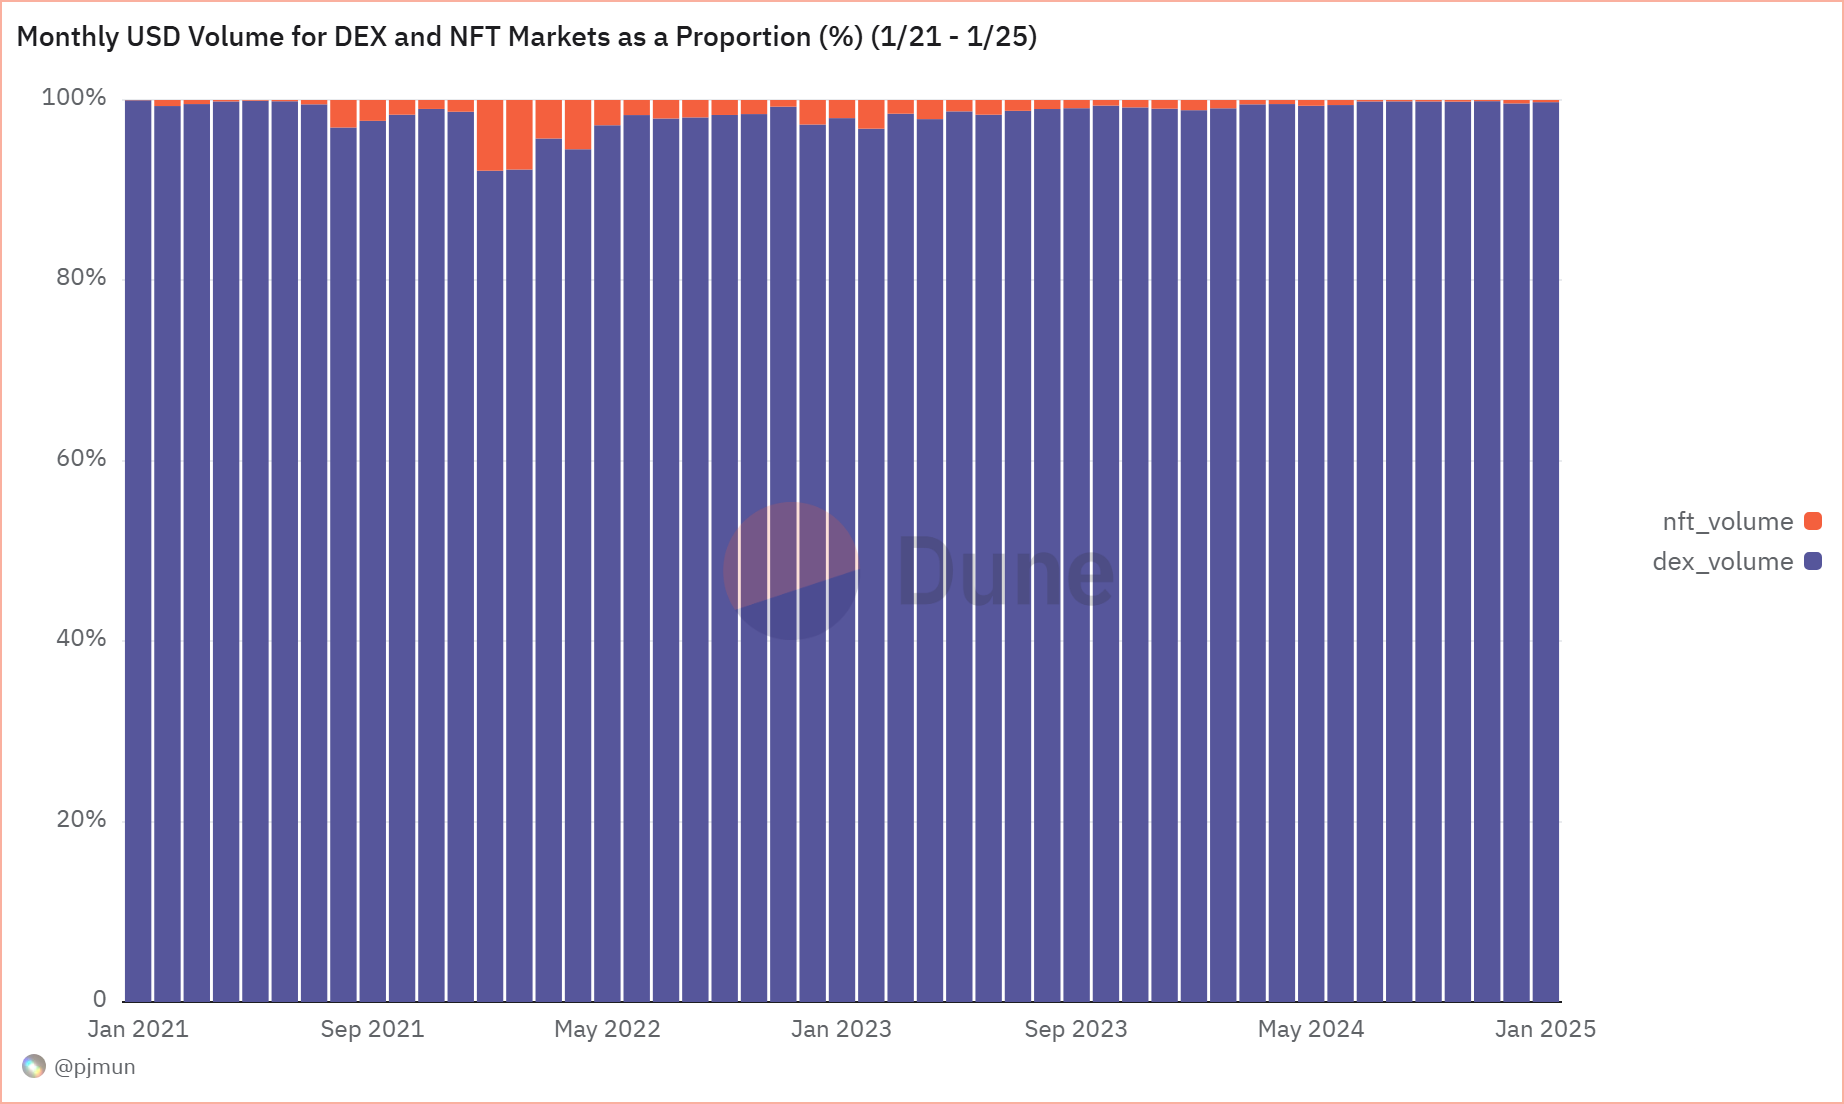 Monthly USD Volume for DEX and NFT Markets as a Proportion (%) (1/21 - 1/25)
100%
80%
60%
40%
20%
0
Jan 2021 Sep 2021 May 2022 Jan 2023 Sep 2023 May 2024 Jan 2025
nft_volume
dex_volume
Dune
@pjmun